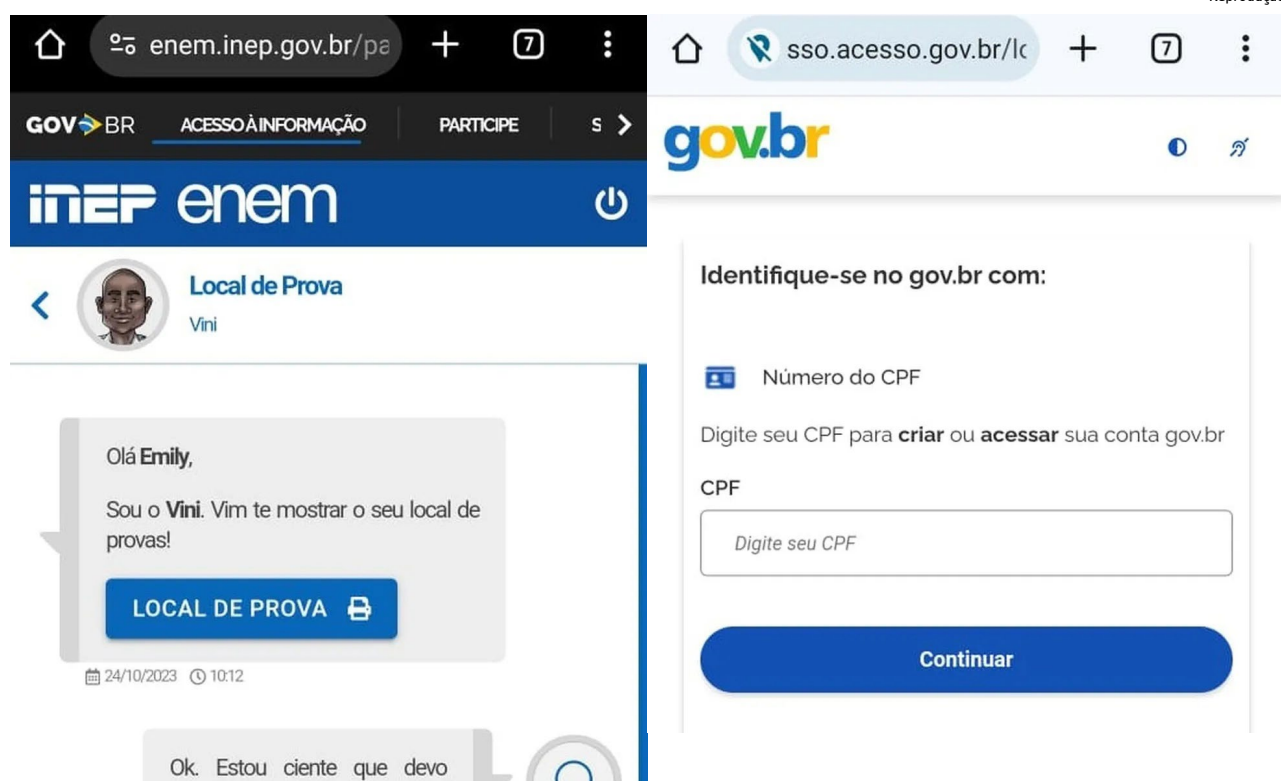 enem.inep.gov.br/pa
7
GOV BR
ACESSO À INFORMAÇÃO
PARTICIPE
S
inep enem
Local de Prova
Vini
Olá Emily,
Sou o Vini. Vim te mostrar o seu local de
provas!
LOCAL DE PROVA
24/10/2023 10:12
Ok. Estou ciente que devo
sso.acesso.gov.br/lo
7
gov.br
Identifique-se no gov.br com:
Número do CPF
Digite seu CPF para criar ou acessar sua conta gov.br
CPF
Digite seu CPF
Continuar